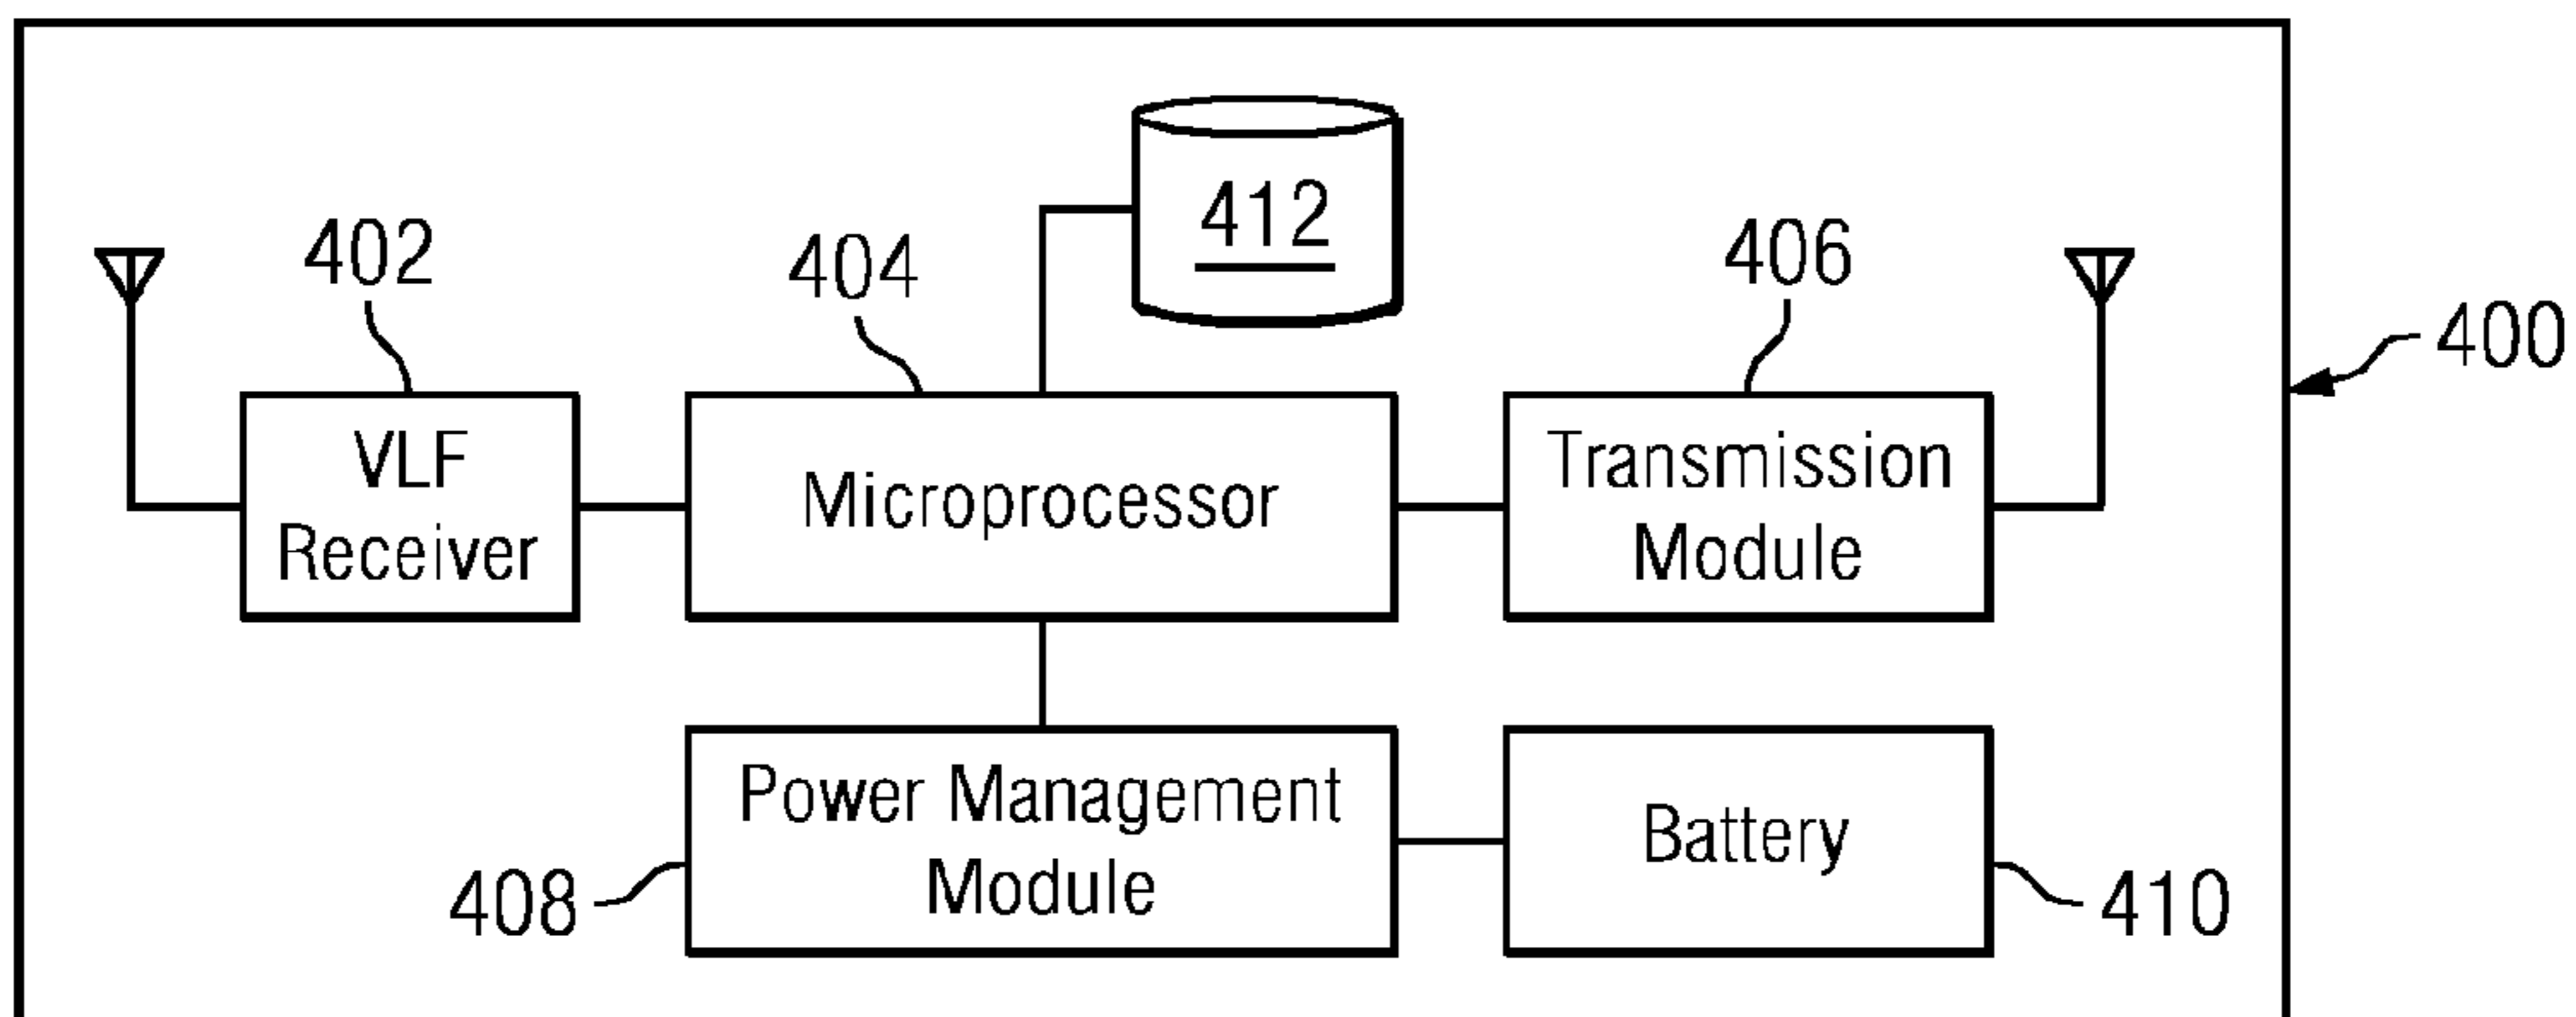 412
402
404
406
400
VLF
Receiver
Microprocessor
Transmission
Module
Power Management
Module
Battery
408
410